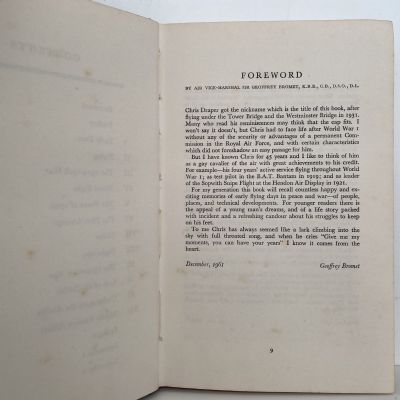 FOREWORD
BY AIR VICE-MARSHAL SIR GEOFFREY BROMET, K.B.E., C.B., D.S.O., D.L.
Chris Draper got the nickname which is the title of this book, after
flying under the Tower Bridge and the Westminster Bridge in 1931.
Many who read his reminiscences may think that the cap fits. I
won't say it doesn't, but Chris had to face life after World War 1
without any of the security or advantages of a permanent Com-
mission in the Royal Air Force, and with certain characteristics
which did not foreshadow an easy passage for him.
But I have known Chris for 45 years and I like to think of him
as a gay cavalier of the air with great achievements to his credit.
For example—his four years' active service flying throughout World
War 1; as test pilot in the B.A.T. Bantam in 1919; and as leader
of the Sopwith Snipe Flight at the Hendon Air Display in 1921.
For my generation this book will recall countless happy and ex-
citing memories of early flying days in peace and war—of people,
places, and technical developments. For younger readers there is
the appeal of a young man's dreams, and of a life story packed
with incident and a refreshing candour about his struggles to keep
on his feet.
To me Chris has always seemed like a lark climbing into the
sky with full throated song, and when he cries "Give me my
moments, you can have your years" I know it comes from the
heart.
December, 1961 Geoffrey Bromet
9